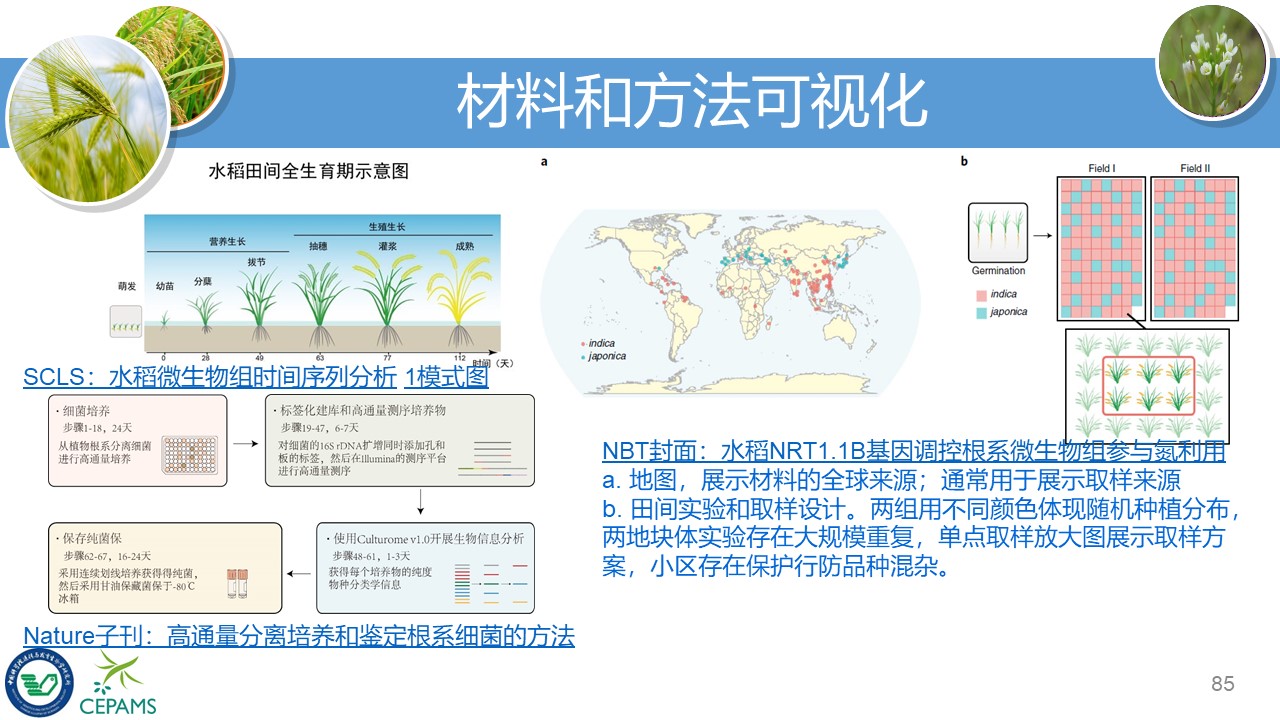 材料和方法可视化
水稻田间全生育期示意图
生殖生长
营养生长
抽穗
灌浆
成熟
拔节
分蘖
幼苗
萌发
0
28
49
63
77
112
时间（天）
SCLS：水稻微生物组时间序列分析 1模式图
· 细菌培养
步骤1-18，24天
从植物根系分离细菌
进行高通量培养
· 标签化建库和高通量测序培养物
步骤19-47，6-7天
对细菌的16S rDNA扩增同时添加孔和
板的标签，然后在Illumina的测序平台
进行高通量测序
· 保存纯菌保
步骤62-67，16-24天
采用连续划线培养获得得纯菌，
然后采用甘油保藏菌保于-80℃
冰箱
· 使用Culturome v1.0开展生物信息分析
步骤48-61，1-3天
获得每个培养物的纯度
物种分类学信息
Nature子刊：高通量分离培养和鉴定根系细菌的方法
a
indica
japonica
b
Field I
Field II
Germination
indica
japonica
NBT封面：水稻NRT1.1B基因调控根系微生物组参与氮利用
a. 地图，展示材料的全球来源；通常用于展示取样来源
b. 田间实验和取样设计。两组用不同颜色体现随机种植分布，
两地块体实验存在大规模重复，单点取样放大图展示取样方
案，小区存在保护行防品种混杂。
CEPAMS
85